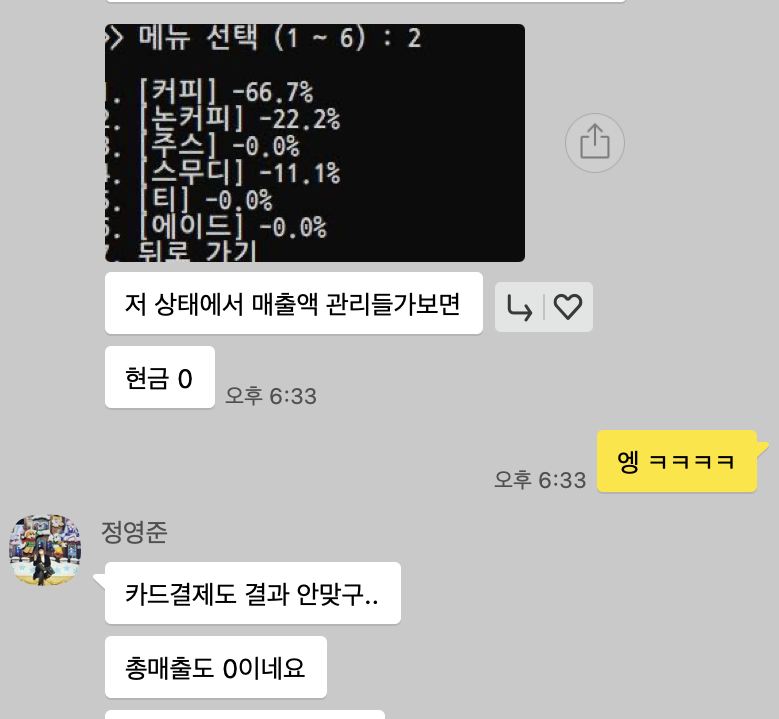 >> 메뉴 선택 (1 ~ 6) : 2
1. [커피] -66.7%
2. [논커피] -22.2%
3. [주스] -0.0%
4. [스무디] -11.1%
5. [티] -0.0%
6. [에이드] -0.0%
7. 뒤로 가기
저 상태에서 매출액 관리들가보면
현금 0
오후 6:33
엥 ㅋㅋㅋㅋ
오후 6:33
정영준
카드결제도 결과 안맞구..
총매출도 0이네요